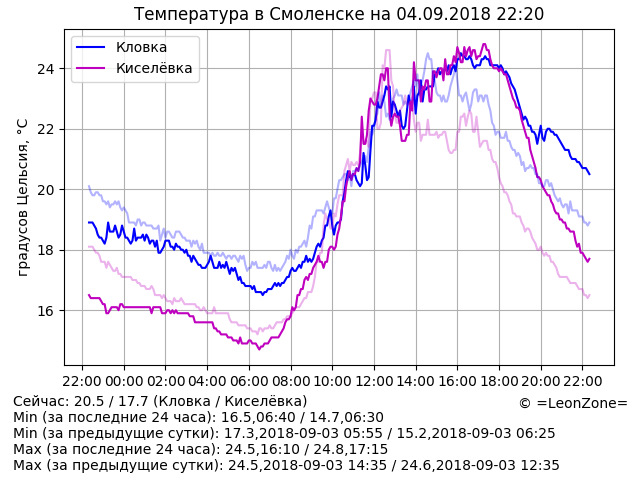 Температура в Смоленске на 04.09.2018 22:20
Кловка
Киселёвка
градусов Цельсия, °C
24
22
20
18
16
22:00 00:00 02:00 04:00 06:00 08:00 10:00 12:00 14:00 16:00 18:00 20:00 22:00
Сейчас: 20.5 / 17.7 (Кловка / Киселёвка)
© =LeonZone=
Min (за последние 24 часа): 16.5,06:40 / 14.7,06:30
Min (за предыдущие сутки): 17.3,2018-09-03 05:55 / 15.2,2018-09-03 06:25
Max (за последние 24 часа): 24.5,16:10 / 24.8,17:15
Max (за предыдущие сутки): 24.5,2018-09-03 14:35 / 24.6,2018-09-03 12:35